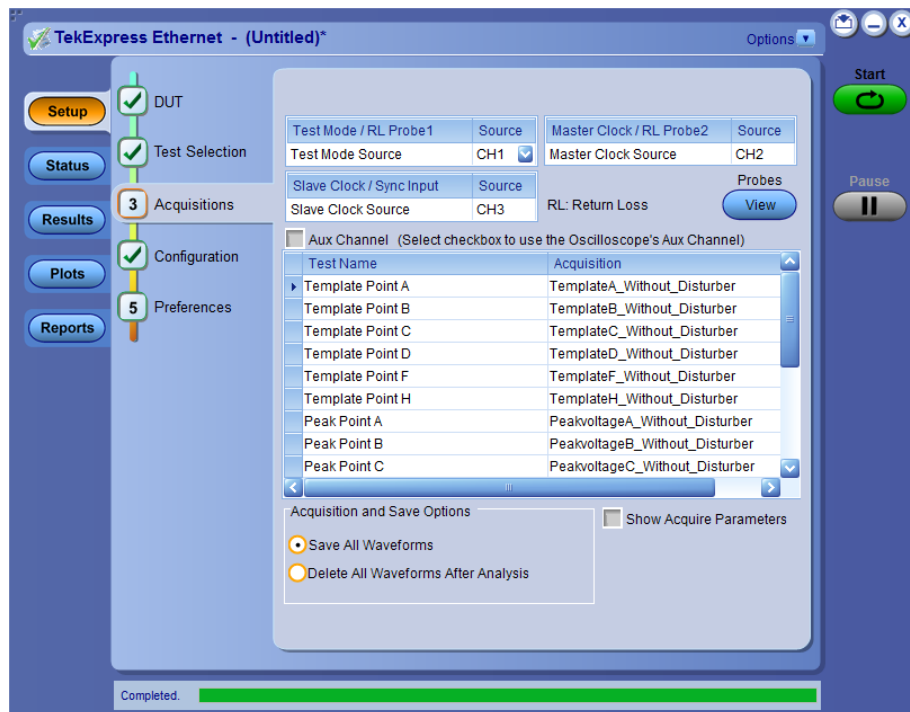 TekExpress Ethernet - (Untitled)*
Options
X
Start
Setup
DUT
Status
Test Selection
Results
3 Acquisitions
Plots
Configuration
Reports
5 Preferences
Pause
Test Mode / RL Probe1 Source
Test Mode Source CH1
Master Clock / RL Probe2 Source
Master Clock Source CH2
Slave Clock / Sync Input Source
Slave Clock Source CH3
RL: Return Loss
Probes
View
Aux Channel (Select checkbox to use the Oscilloscope's Aux Channel)
Test Name Acquisition
Template Point A TemplateA_Without_Disturber
Template Point B TemplateB_Without_Disturber
Template Point C TemplateC_Without_Disturber
Template Point D TemplateD_Without_Disturber
Template Point F TemplateF_Without_Disturber
Template Point H TemplateH_Without_Disturber
Peak Point A PeakvoltageA_Without_Disturber
Peak Point B PeakvoltageB_Without_Disturber
Peak Point C PeakvoltageC_Without_Disturber
Acquisition and Save Options
Save All Waveforms
Delete All Waveforms After Analysis
Show Acquire Parameters
Completed.